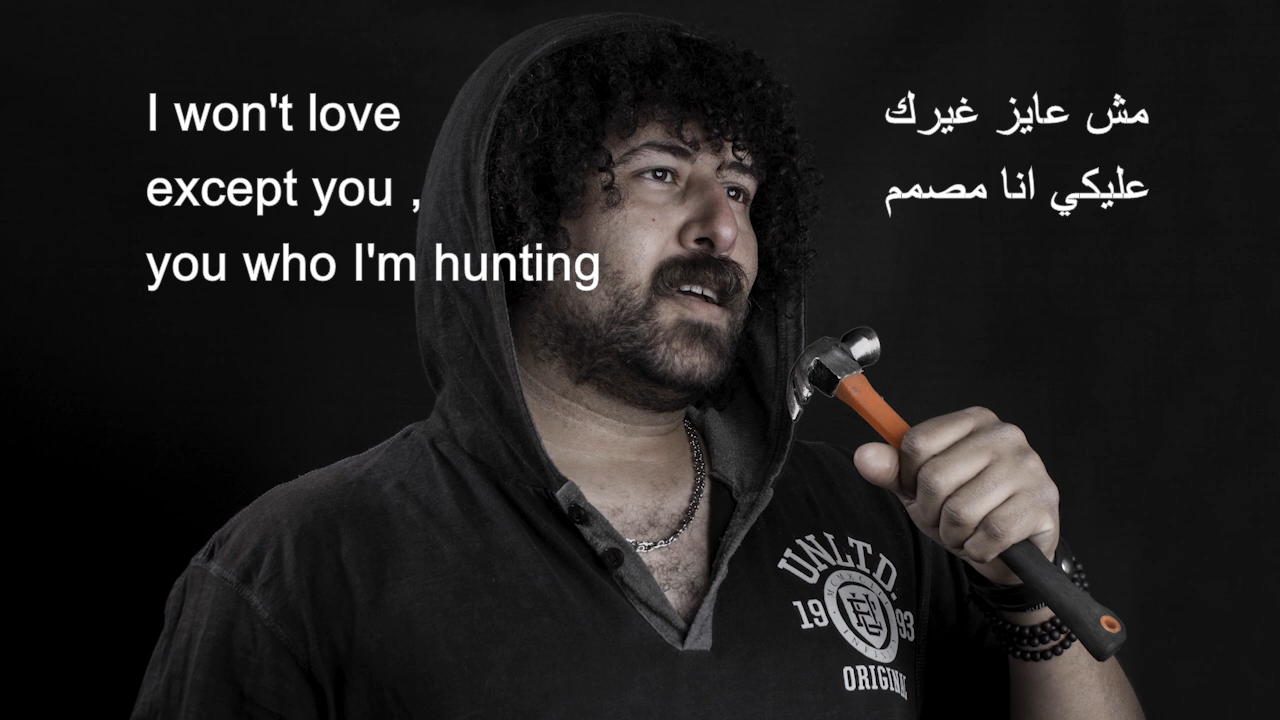 I won't love
except you ,
you who I'm hunting
مش عايز غيرك
عليكي انا مصمم
UNLTD.
19 93
ORIGINAL